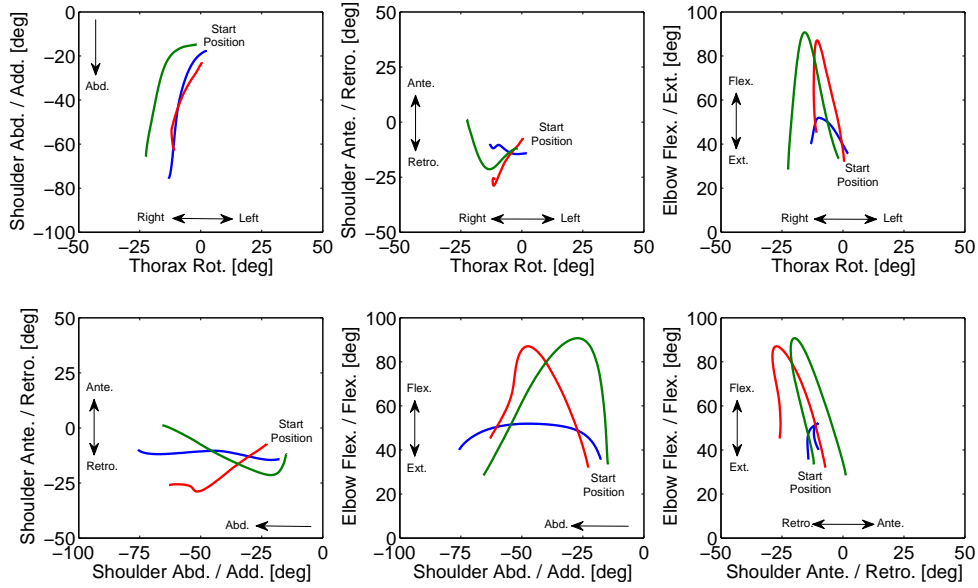 Shoulder Abd. / Add. [deg]
0
−20
−40
−60
−80
−100
Abd.
Start
Position
Right
Left
−50
−25
0
25
50
Thorax Rot. [deg]
Shoulder Ante. / Retro. [deg]
50
25
0
−25
−50
Ante.
Retro.
Start
Position
Right
Left
−50
−25
0
25
50
Thorax Rot. [deg]
Elbow Flex. / Ext. [deg]
100
80
60
40
20
0
Flex.
Ext.
Start
Position
Right
Left
−50
−25
0
25
50
Thorax Rot. [deg]
Shoulder Ante. / Retro. [deg]
50
25
0
−25
−50
Ante.
Retro.
Start
Position
Abd.
−100
−75
−50
−25
0
Shoulder Abd. / Add. [deg]
Elbow Flex. / Flex. [deg]
100
80
60
40
20
0
Flex.
Ext.
Start
Position
Abd.
−100
−75
−50
−25
0
Shoulder Abd. / Add. [deg]
Elbow Flex. / Flex. [deg]
100
80
60
40
20
0
Flex.
Ext.
Start
Position
Retro.
Ante.
−50
−25
0
25
50
Shoulder Ante. / Retro. [deg]